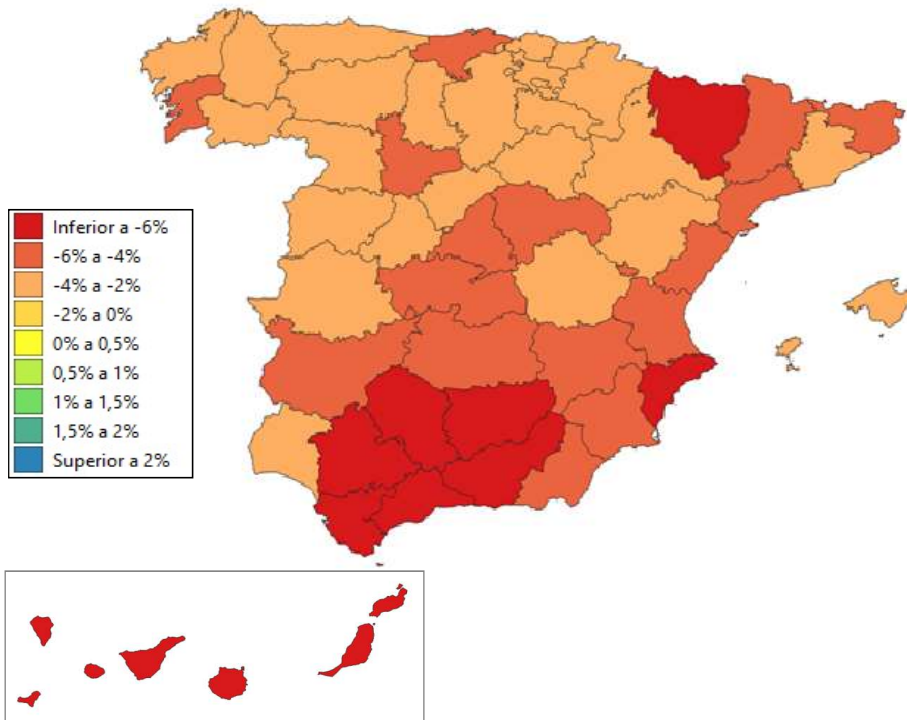 Inferior a -6%
-6% a -4%
-4% a -2%
-2% a 0%
0% a 0,5%
0,5% a 1%
1% a 1,5%
1,5% a 2%
Superior a 2%